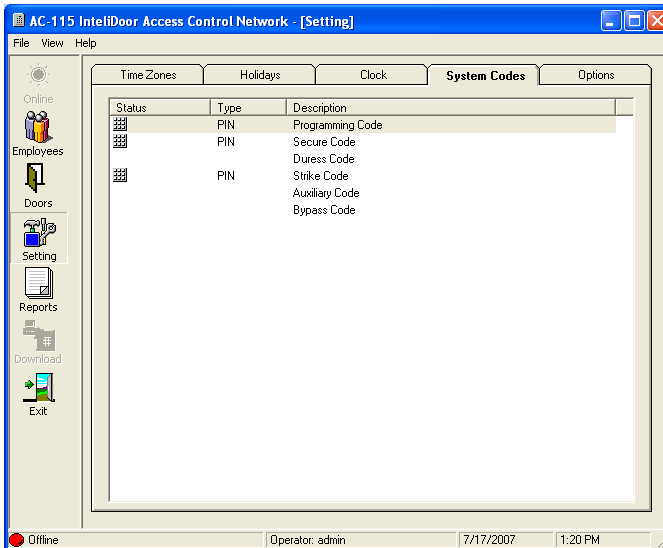 AC-115 InteliDoor Access Control Network - [Setting]
File View Help
Time Zones Holidays Clock System Codes Options
Online
Employees
Doors
Setting
Reports
Download
Exit
Status Type Description
PIN Programming Code
PIN Secure Code
Duress Code
PIN Strike Code
Auxiliary Code
Bypass Code
Offline Operator: admin 7/17/2007 1:20 PM